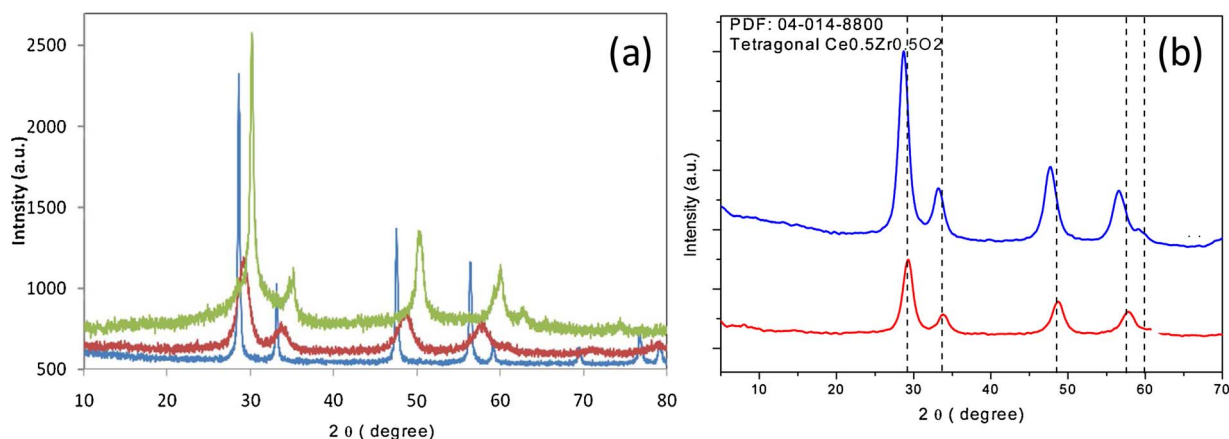 (a)
Intnsity (a.u.)
2500
2000
1500
1000
500
10 20 30 40 50 60 70 80
2 θ ( degree)
PDF: 04-014-8800
Tetragonal Ce0.5Zr0.5O2
(b)
Intensity (a.u.)
10 20 30 40 50 60 70
2 θ ( degree)